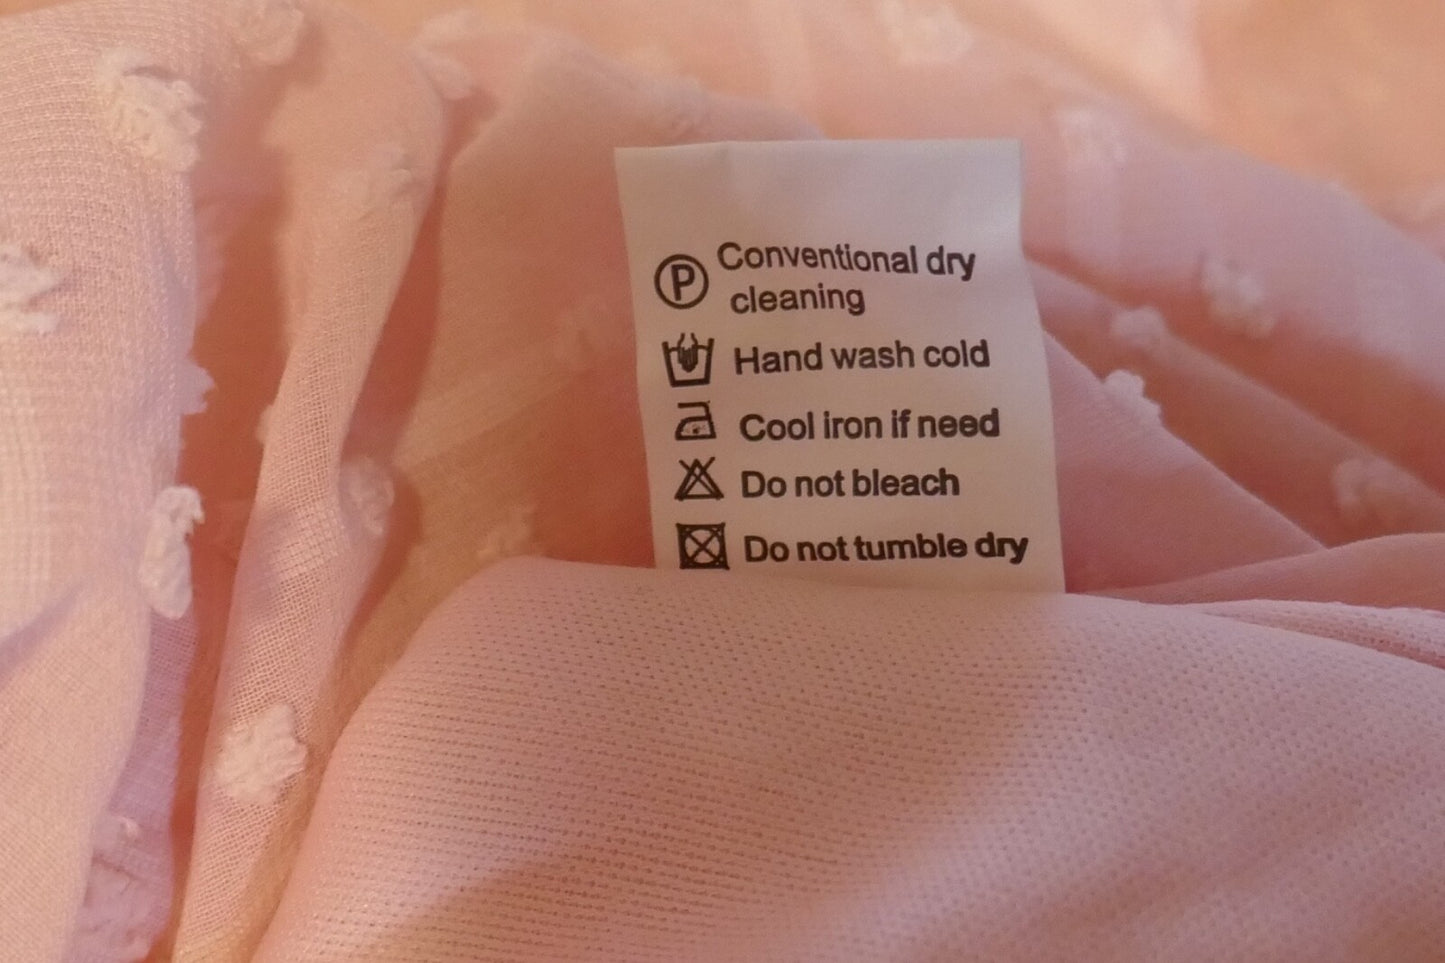 P Conventional dry
cleaning
Hand wash cold
Cool iron if need
Do not bleach
Do not tumble dry